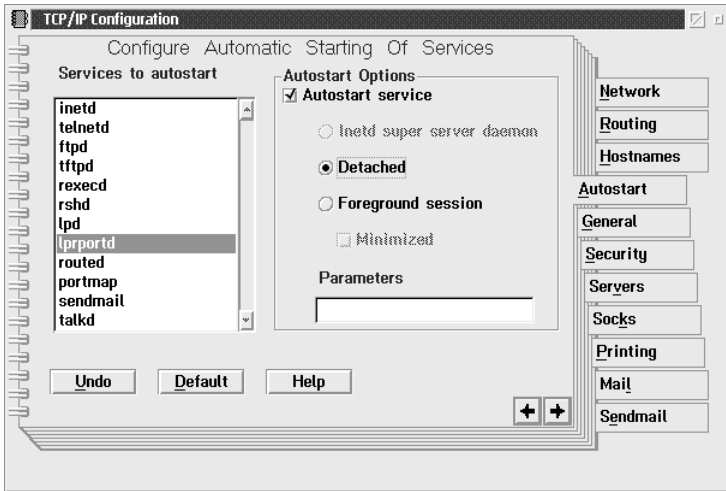 TCP/IP Configuration
Configure Automatic Starting Of Services
Services to autostart
inetd
telnetd
ftpd
tftpd
rexecd
rshd
lpd
lprportd
routed
portmap
sendmail
talkd
Autostart Options
Autostart service
Inetd super server daemon
Detached
Foreground session
Minimized
Parameters
Undo
Default
Help
Network
Routing
Hostnames
Autostart
General
Security
Servers
Socks
Printing
Mail
Sendmail